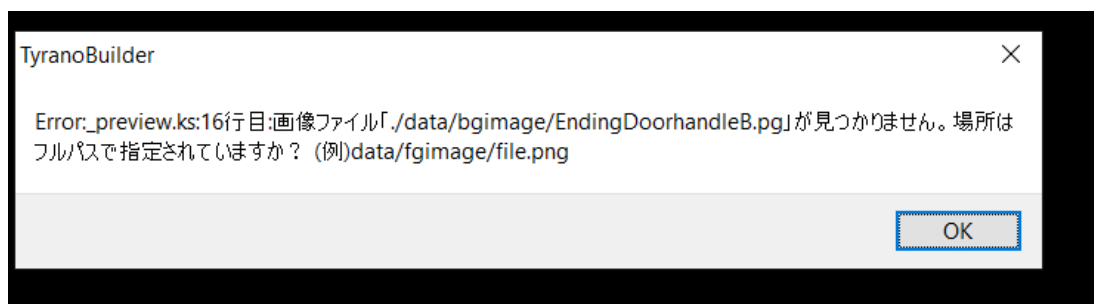 TyranoBuilder
Error:_preview.ks:16行目:画像ファイル「./data/bgimage/EndingDoorhandleB.pg」が見つかりません。場所は
フルパスで指定されていますか？ (例)data/fgimage/file.png
OK